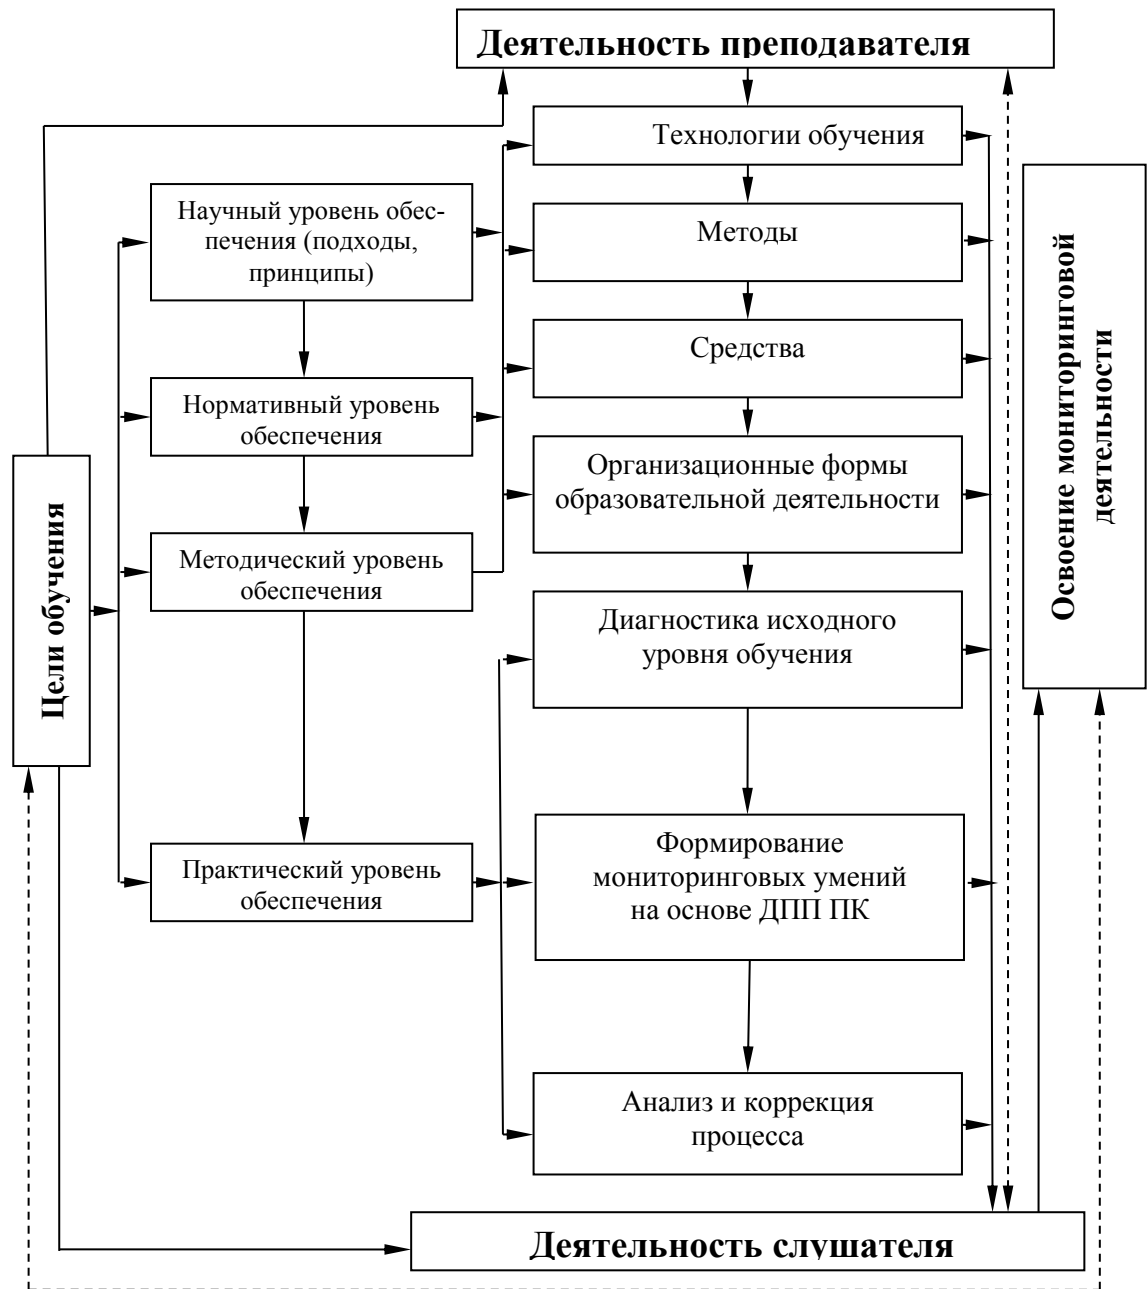 Деятельность преподавателя
Технологии обучения
Научный уровень обес-
печения (подходы,
принципы)
Методы
Средства
Нормативный уровень
обеспечения
Организационные формы
образовательной деятельности
Методический уровень
обеспечения
Цели обучения
Освоение мониторинговой
деятельности
Диагностика исходного
уровня обучения
Практический уровень
обеспечения
Формирование
мониторинговых умений
на основе ДПП ПК
Анализ и коррекция
процесса
Деятельность слушателя